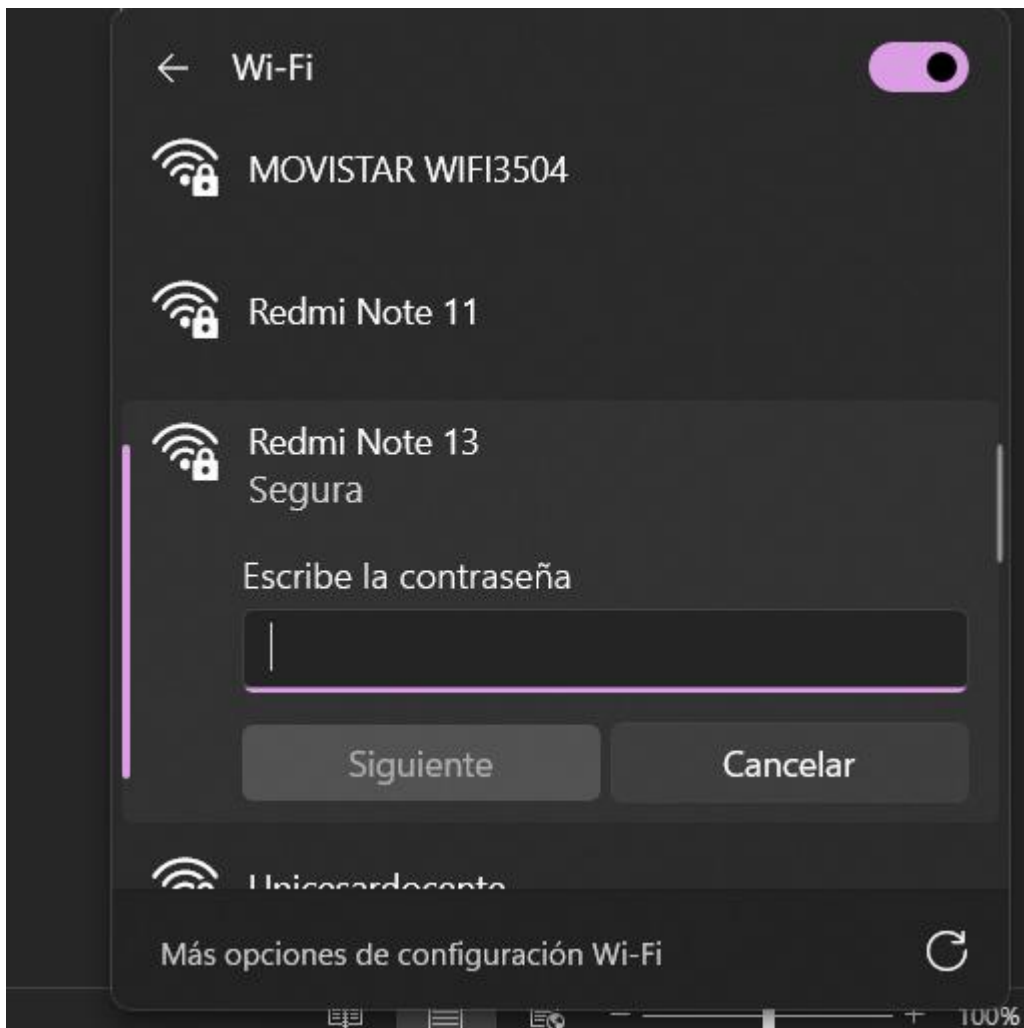 Wi-Fi
MOVISTAR WIFI3504
Redmi Note 11
Redmi Note 13
Segura
Escribe la contraseña
Siguiente Cancelar
Unicesardocente
Más opciones de configuración Wi-Fi
100%